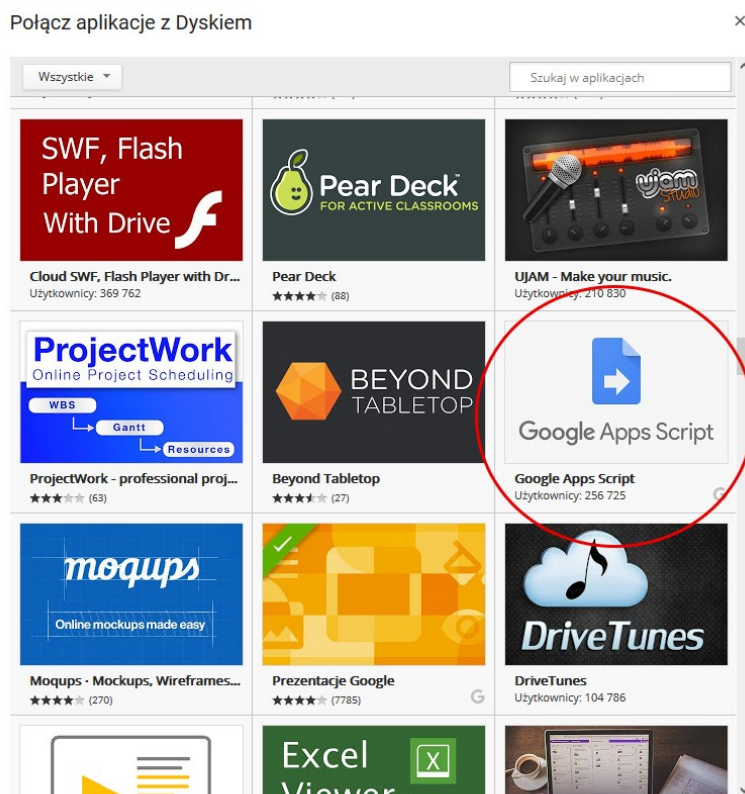 Połącz aplikacje z Dyskiem
×
Wszystkie
Szukaj w aplikacjach
SWF, Flash
Player
With Drive
Pear Deck
FOR ACTIVE CLASSROOMS
ujam
STUDIO
Cloud SWF, Flash Player with Dr...
Użytkownicy: 369 762
Pear Deck
(88)
UJAM - Make your music.
Użytkownicy: 210 830
ProjectWork
Online Project Scheduling
WBS
Gantt
Resources
BEYOND
TABLETOP
Google Apps Script
ProjectWork - professional proj...
(63)
Beyond Tabletop
(27)
Google Apps Script
Użytkownicy: 256 725
moqups
Online mockups made easy
DriveTunes
Moqups · Mockups, Wireframes...
(270)
Prezentacje Google
(7785)
DriveTunes
Użytkownicy: 104 786
Excel
Viewer
X